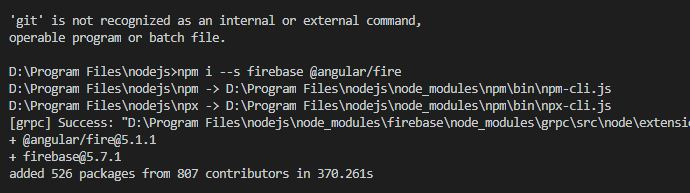 'git' is not recognized as an internal or external command,
operable program or batch file.
D:\Program Files\nodejs>npm i --s firebase @angular/fire
D:\Program Files\nodejs\npm -> D:\Program Files\nodejs\node_modules\npm\bin\npm-cli.js
D:\Program Files\nodejs\npx -> D:\Program Files\nodejs\node_modules\npm\bin\npx-cli.js
[grpc] Success: "D:\Program Files\nodejs\node_modules\firebase\node_modules\grpc\src\node\extensio
+ @angular/fire@5.1.1
+ firebase@5.7.1
added 526 packages from 807 contributors in 370.261s